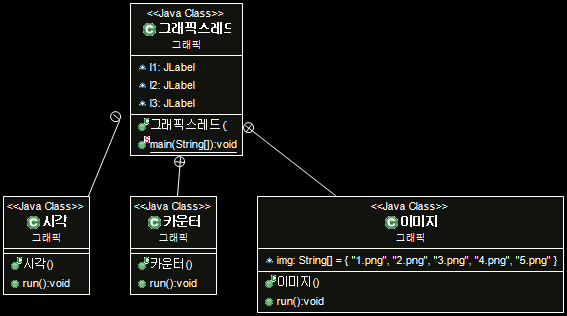 <<Java Class>>
그래픽스레드
그래픽
l1: JLabel
l2: JLabel
l3: JLabel
그래픽스레드(
main(String[]):void
<<Java Class>>
시각
그래픽
시각()
run():void
<<Java Class>>
카운터
그래픽
카운터()
run():void
<<Java Class>>
이미지
그래픽
img: String[] = { "1.png", "2.png", "3.png", "4.png", "5.png" }
이미지()
run():void